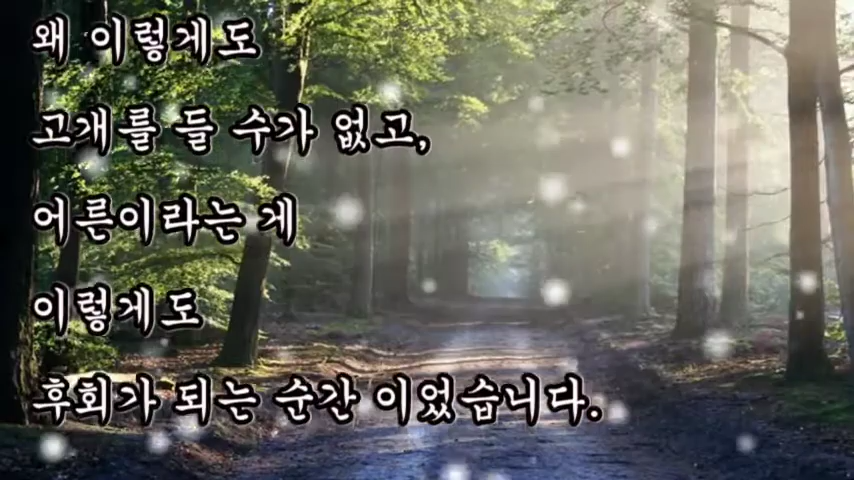 왜 이렇게도
고개를 들 수가 없고,
어른이라는 게
이렇게도
후회가 되는 순간 이었습니다.